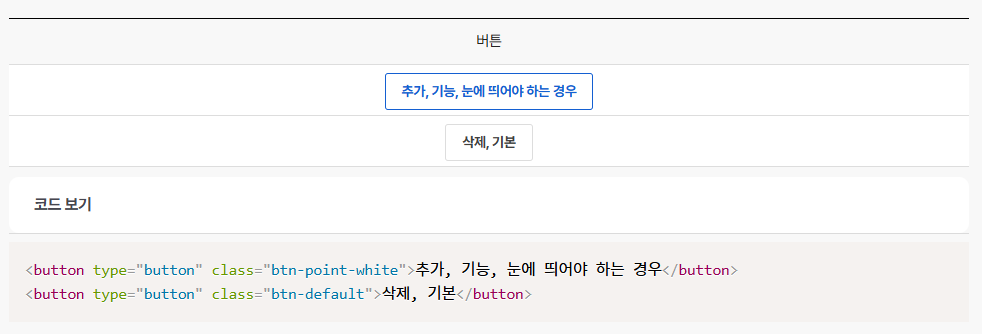 버튼
추가, 기능, 눈에 띄어야 하는 경우
삭제, 기본
코드 보기
<button type="button" class="btn-point-white">추가, 기능, 눈에 띄어야 하는 경우</button>
<button type="button" class="btn-default">삭제, 기본</button>